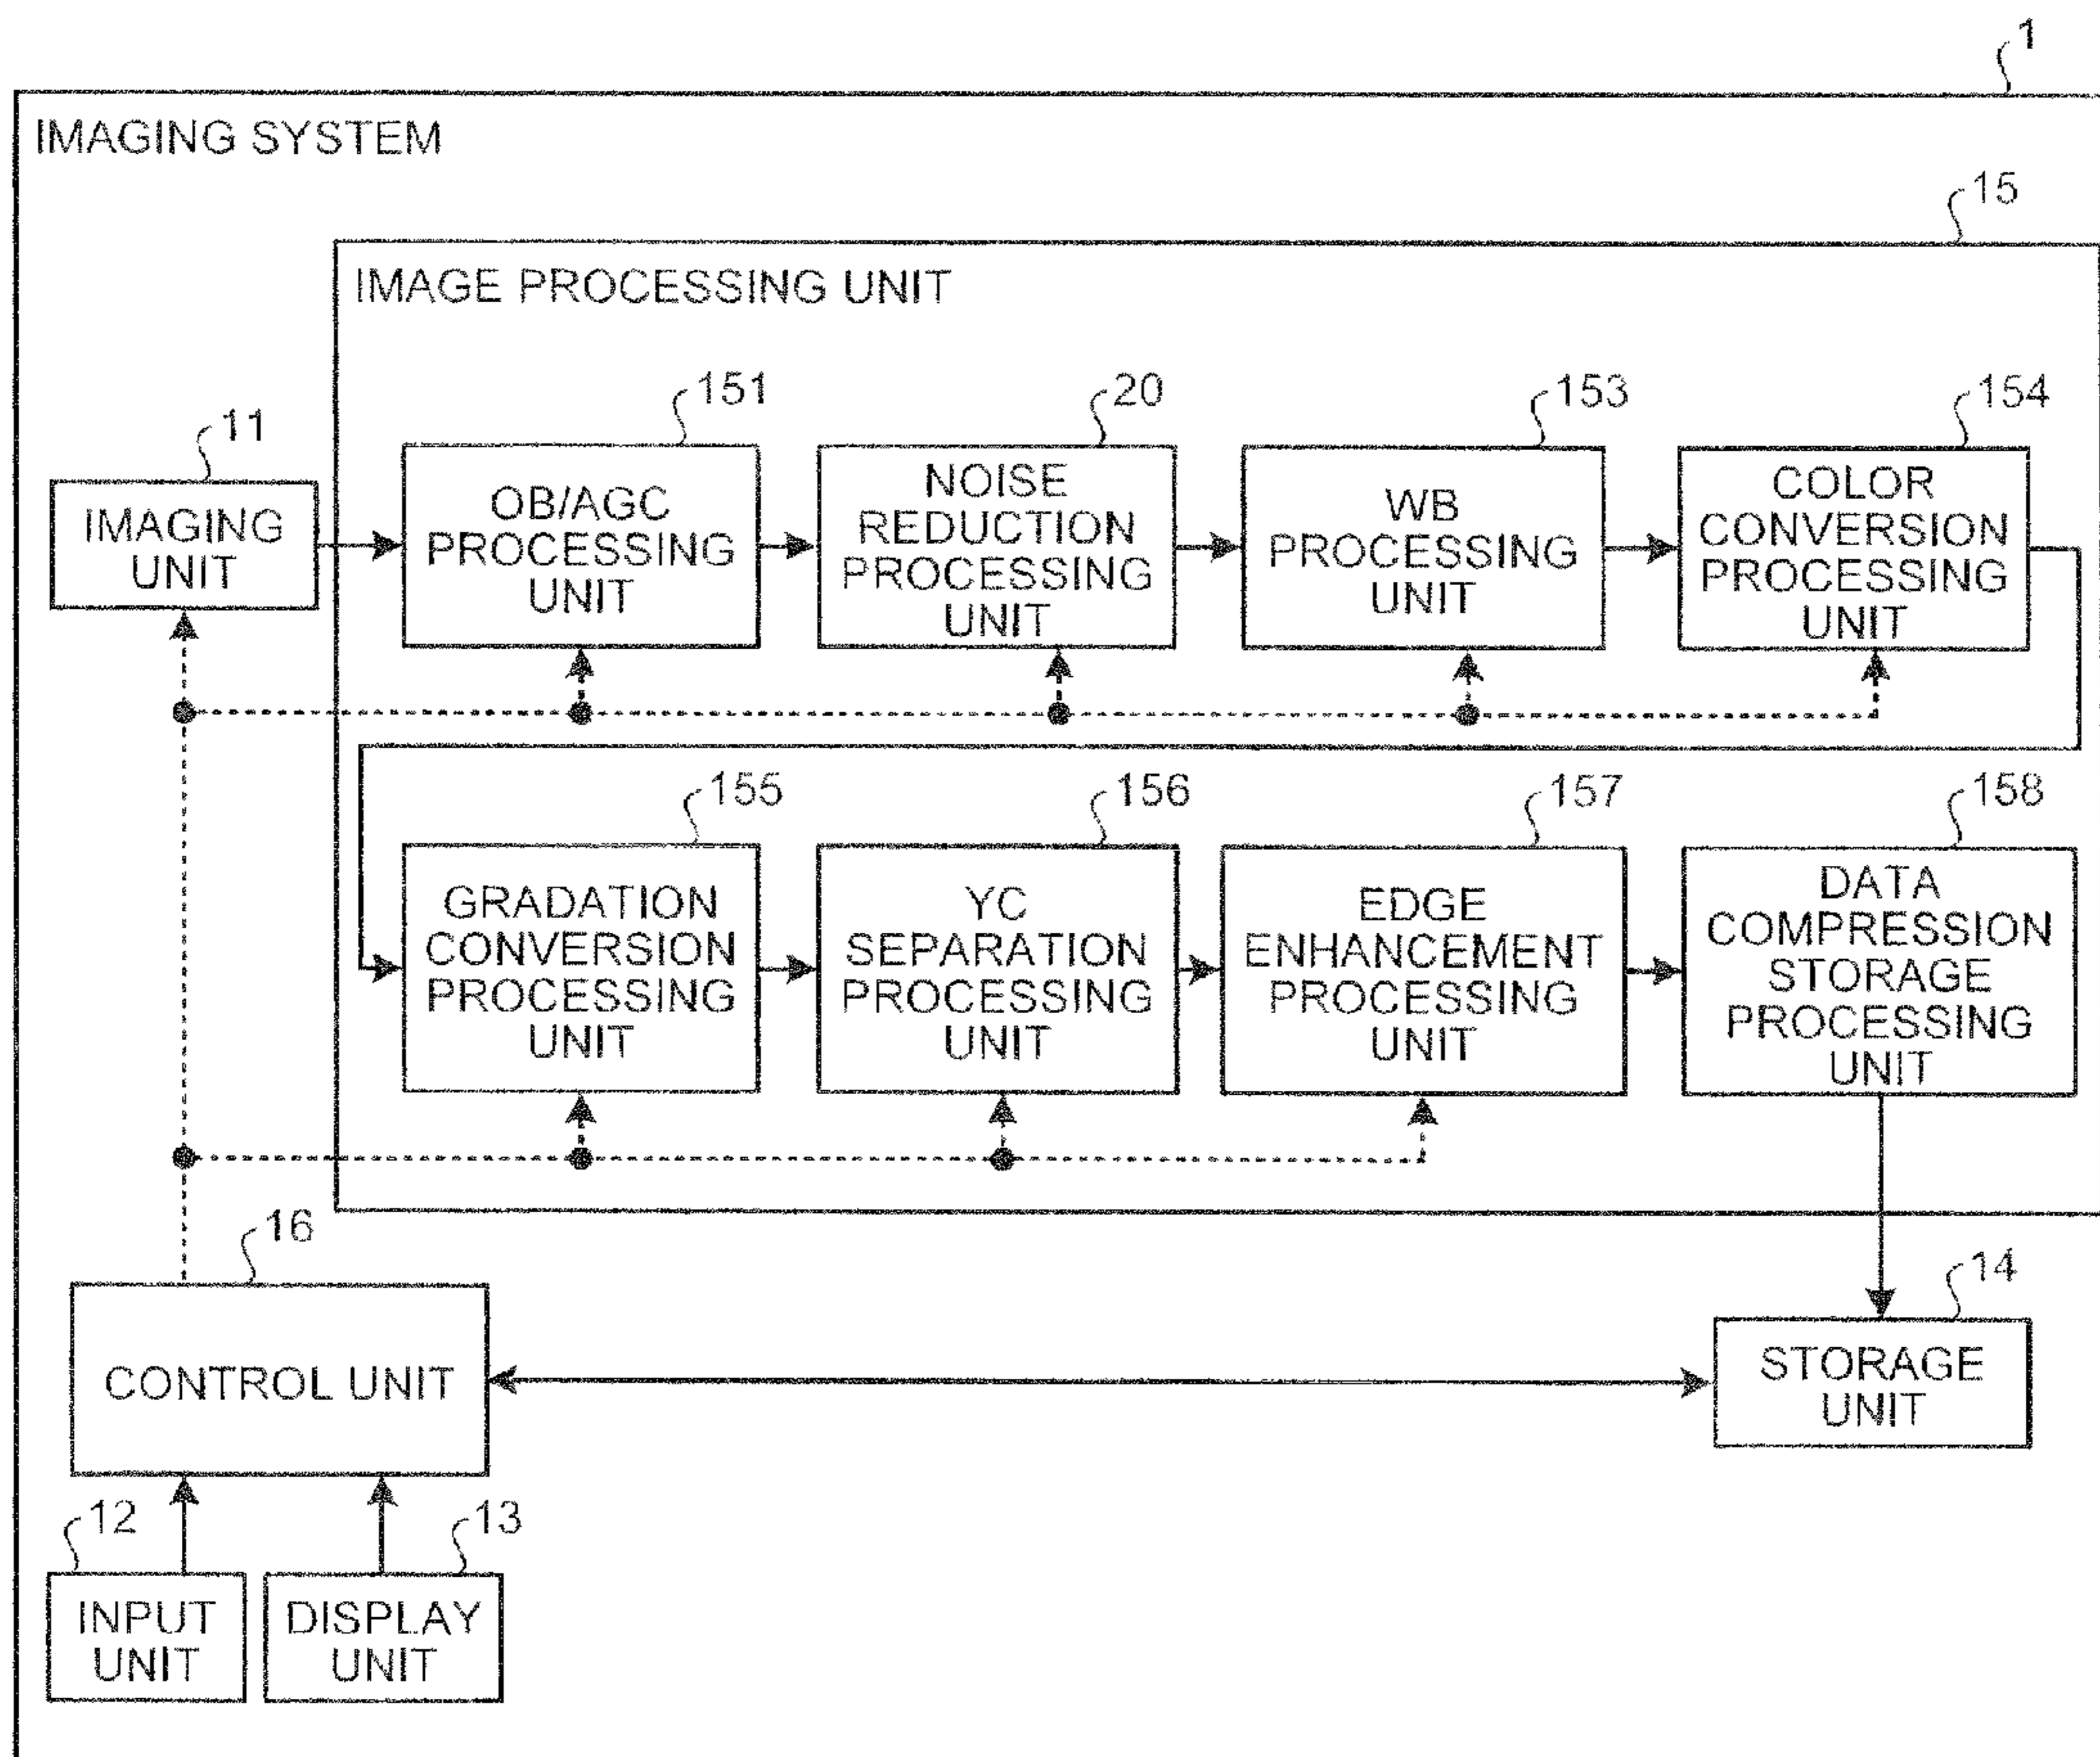 1
IMAGING SYSTEM
15
IMAGE PROCESSING UNIT
11
IMAGING
UNIT
151
OB/AGC
PROCESSING
UNIT
20
NOISE
REDUCTION
PROCESSING
UNIT
153
WB
PROCESSING
UNIT
154
COLOR
CONVERSION
PROCESSING
UNIT
155
GRADATION
CONVERSION
PROCESSING
UNIT
156
YC
SEPARATION
PROCESSING
UNIT
157
EDGE
ENHANCEMENT
PROCESSING
UNIT
158
DATA
COMPRESSION
STORAGE
PROCESSING
UNIT
16
CONTROL UNIT
14
STORAGE
UNIT
12
INPUT
UNIT
13
DISPLAY
UNIT